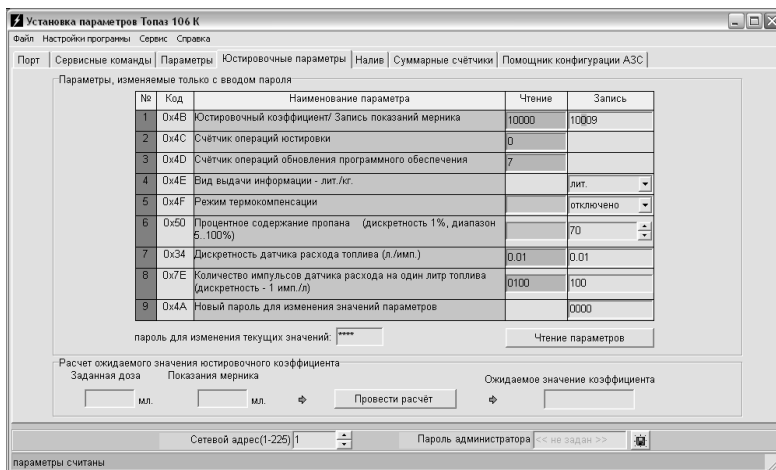 Установка параметров Топаз 106 К
Файл Настройки программы Сервис Справка
Порт Сервисные команды Параметры Юстировочные параметры Налив Суммарные счётчики Помощник конфигурации АЗС
Параметры, изменяемые только с вводом пароля
№ Код Наименование параметра Чтение Запись
1 0x4B Юстировочный коэффициент/ Запись показаний мерника 10000 10009
2 0x4C Счётчик операций юстировки 0
3 0x4D Счётчик операций обновления программного обеспечения 7
4 0x4E Вид выдачи информации - лит./кг. лит.
5 0x4F Режим термокомпенсации отключено
6 0x50 Процентное содержание пропана (дискретность 1%, диапазон 70
5..100%)
7 0x34 Дискретность датчика расхода топлива (л./имп.) 0.01 0.01
8 0x7E Количество импульсов датчика расхода на один литр топлива 0100 100
(дискретность - 1 имп./л)
9 0x4A Новый пароль для изменения значений параметров 0000
пароль для изменения текущих значений: **** Чтение параметров
Расчет ожидаемого значения юстировочного коэффициента
Заданная доза Показания мерника Ожидаемое значение коэффициента
мл. мл. Провести расчёт
Сетевой адрес(1-225) 1 Пароль администратора << не задан >>
параметры считаны